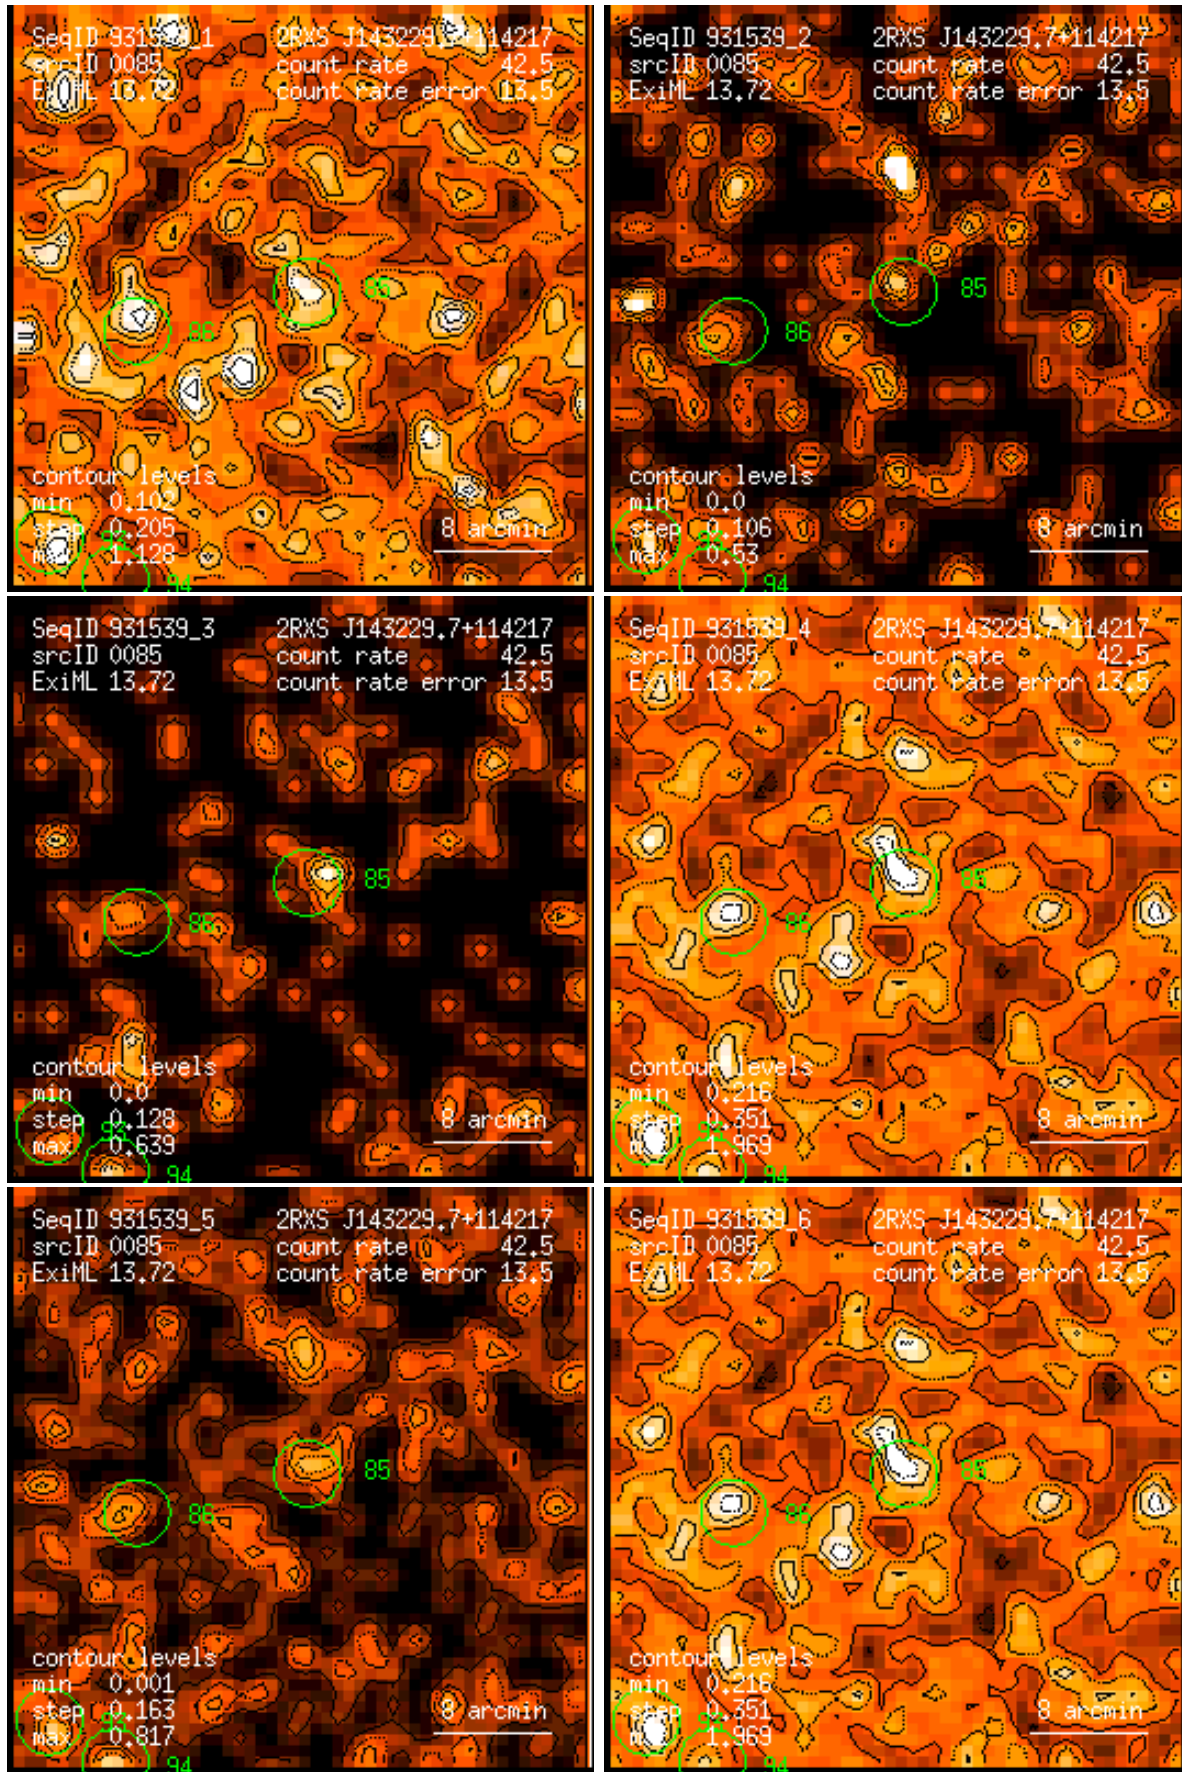 SeqID 931539_1 2RXS J143229.7+114217
srcID 0085 count rate 42.5
ExiML 13.72 count rate error 13.5
85
86
contour levels
min 0.102
step 0.205 8 arcmin
max 1.128
94
SeqID 931539_2 2RXS J143229.7+114217
srcID 0085 count rate 42.5
ExiML 13.72 count rate error 13.5
85
86
contour levels
min 0.0
step 0.106 8 arcmin
max 0.53
94
SeqID 931539_3 2RXS J143229.7+114217
srcID 0085 count rate 42.5
ExiML 13.72 count rate error 13.5
85
86
contour levels
min 0.0
step 0.128 8 arcmin
93
max 0.639
94
SeqID 931539_4 2RXS J143229.7+114217
srcID 0085 count rate 42.5
ExiML 13.72 count rate error 13.5
85
86
contour levels
min 0.216
step 0.351 8 arcmin
max 1.969
94
SeqID 931539_5 2RXS J143229.7+114217
srcID 0085 count rate 42.5
ExiML 13.72 count rate error 13.5
85
86
contour levels
min 0.001
step 0.163 8 arcmin
max 0.817
94
SeqID 931539_6 2RXS J143229.7+114217
srcID 0085 count rate 42.5
ExiML 13.72 count rate error 13.5
85
86
contour levels
min 0.216
step 0.351 8 arcmin
max 1.969
94